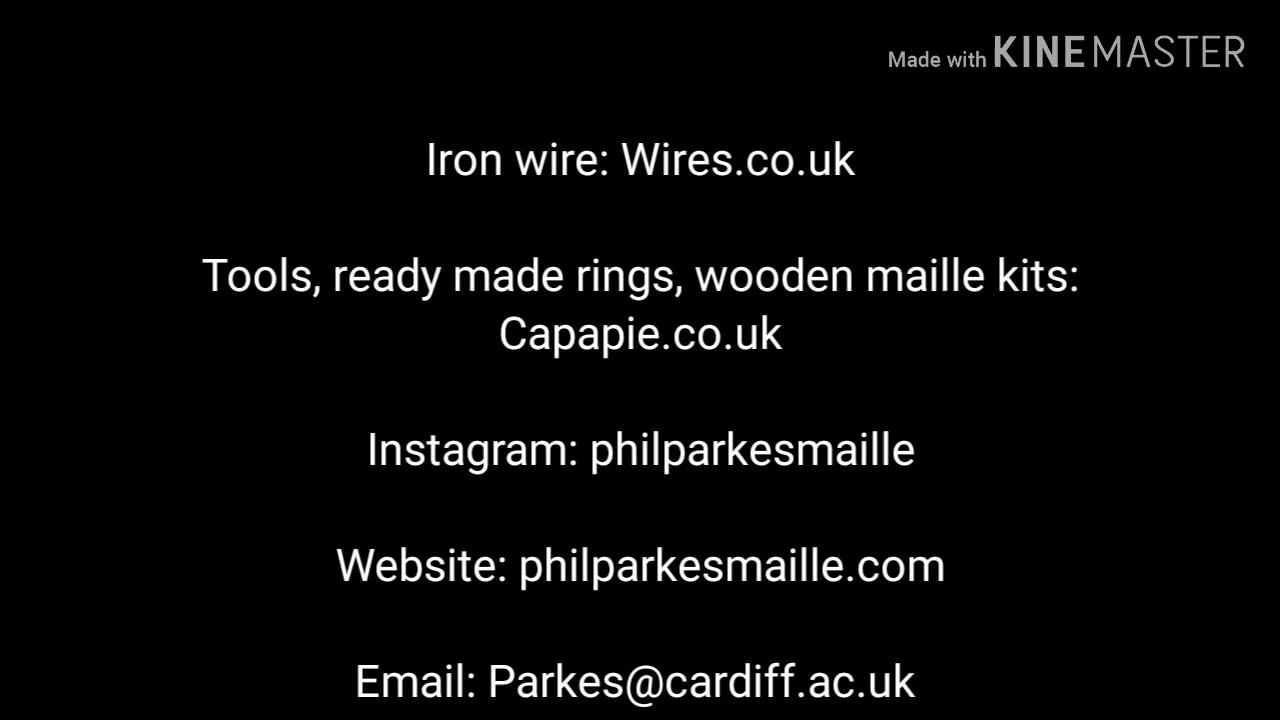 Made with KINEMASTER
Iron wire: Wires.co.uk
Tools, ready made rings, wooden maille kits:
Capapie.co.uk
Instagram: philparkesmaille
Website: philparkesmaille.com
Email: Parkes@cardiff.ac.uk